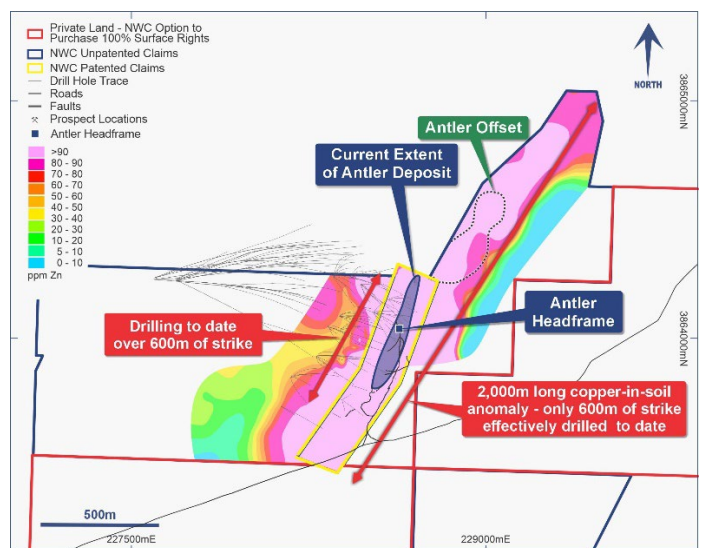 Private Land - NWC Option to
Purchase 100% Surface Rights
NWC Unpatented Claims
NWC Patented Claims
Drill Hole Trace
Roads
Faults
Prospect Locations
Antler Headframe
>90
80 - 90
70 - 80
60 - 70
50 - 60
40 - 50
30 - 40
20 - 30
10 - 20
5 - 10
0 - 10
ppm Zn
NORTH
3865000mN
Antler Offset
Current Extent
of Antler Deposit
Antler
Headframe
3864000mN
Drilling to date
over 600m of strike
2,000m long copper-in-soil
anomaly - only 600m of strike
effectively drilled to date
500m
227500mE
229000mE